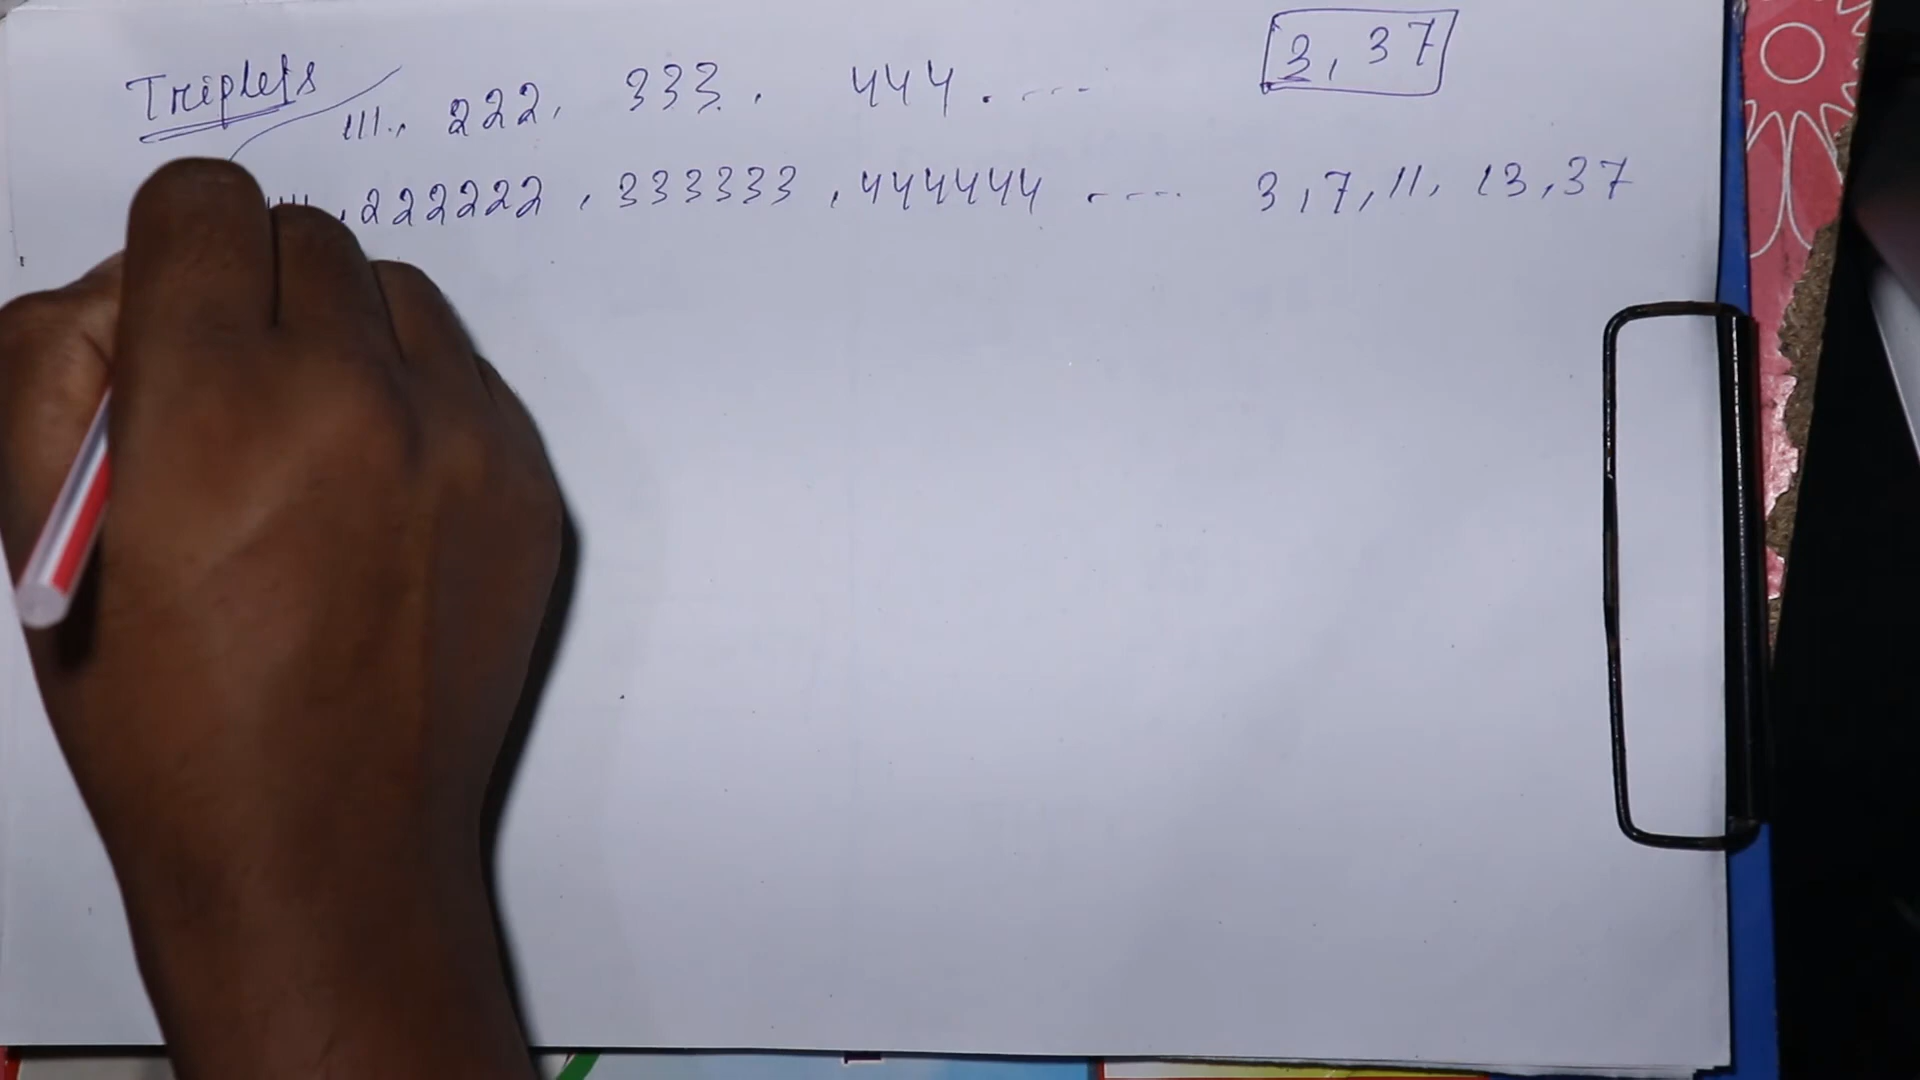 Triplets 111., 222, 333, 444. ---- 3, 37
,222222 ,333333 ,444444 ---- 3,7,11, 13,37